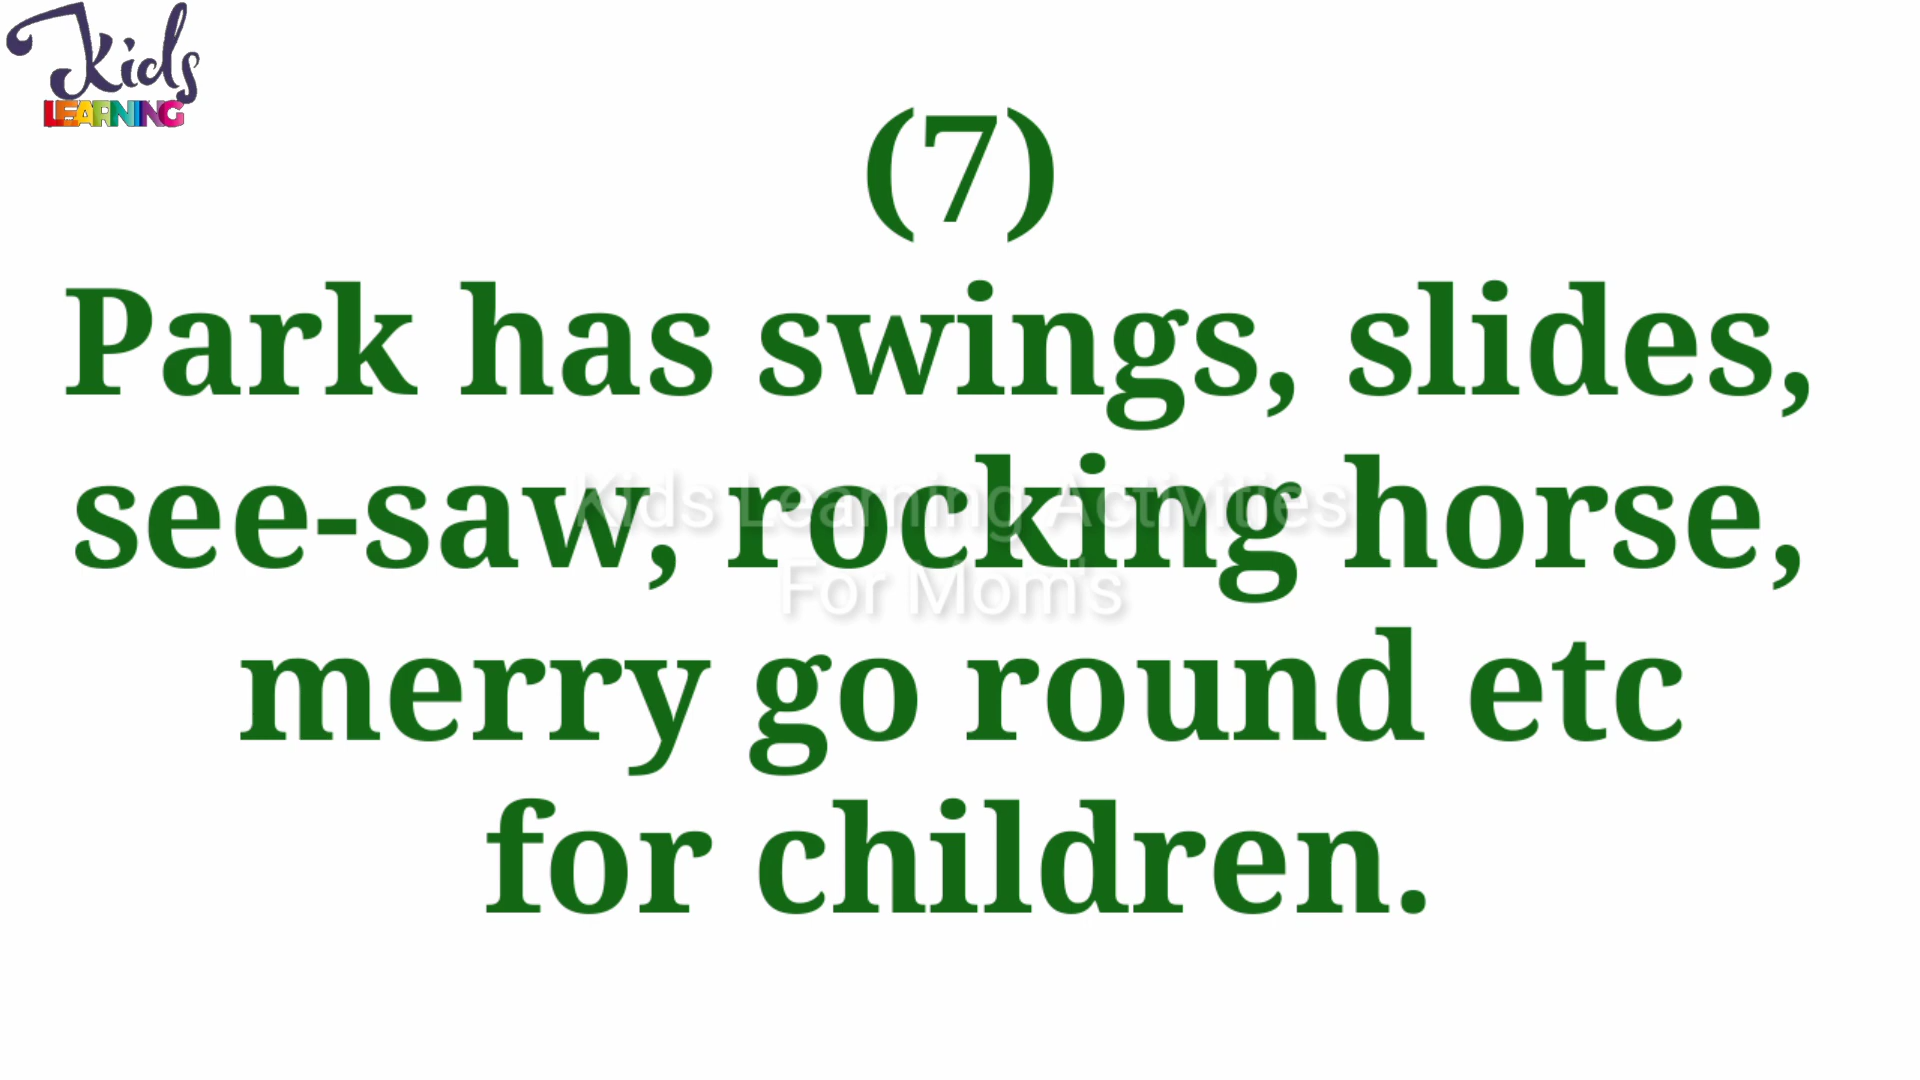 Kids
LEARNING
(7)
Park has swings, slides,
see-saw, rocking horse,
Kids Learning Activities
For Mom's
merry go round etc
for children.